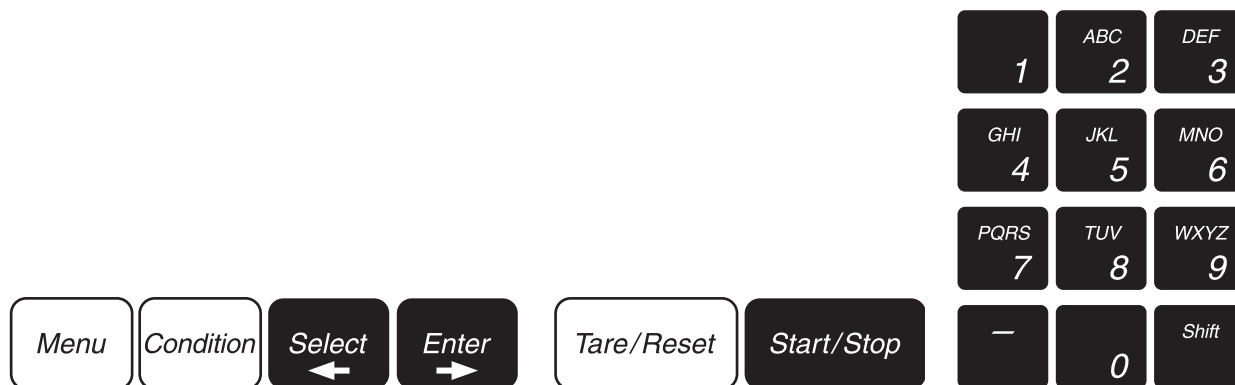 1
ABC
2
DEF
3
GHI
4
JKL
5
MNO
6
PQRS
7
TUV
8
WXYZ
9
Menu
Condition
Select
Enter
Tare/Reset
Start/Stop
–
0
Shift